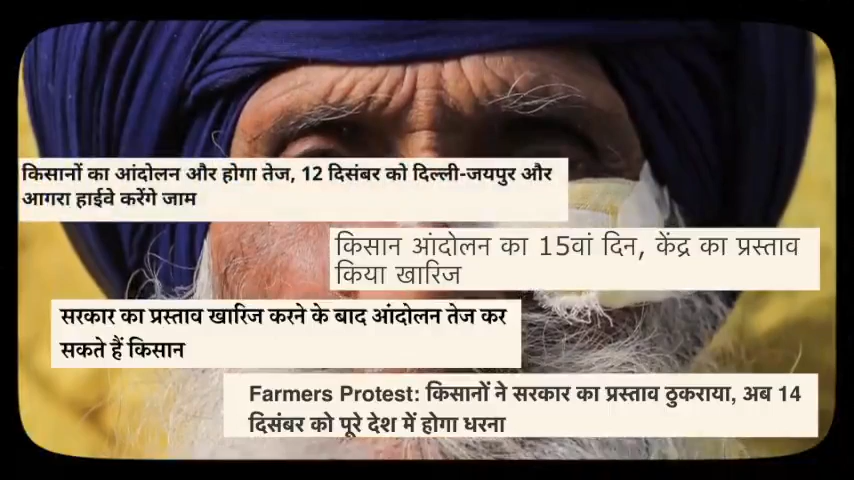 किसानों का आंदोलन और होगा तेज, 12 दिसंबर को दिल्ली-जयपुर और
आगरा हाईवे करेंगे जाम
किसान आंदोलन का 15वां दिन, केंद्र का प्रस्ताव
किया खारिज
सरकार का प्रस्ताव खारिज करने के बाद आंदोलन तेज कर
सकते हैं किसान
Farmers Protest: किसानों ने सरकार का प्रस्ताव ठुकराया, अब 14
दिसंबर को पूरे देश में होगा धरना